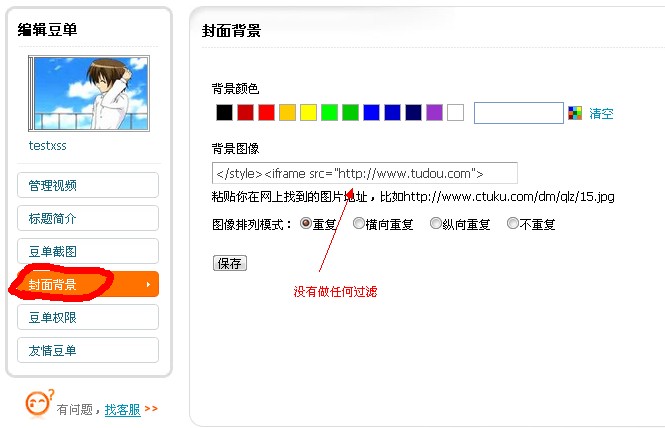 编辑豆单
testxss
管理视频
标题简介
豆单截图
封面背景
豆单权限
友情豆单
有问题，找客服 >>
封面背景
背景颜色
清空
背景图像
</style><iframe src="http://www.tudou.com">
粘贴你在网上找到的图片地址，比如http://www.ctuku.com/dm/qlz/15.jpg
图像排列模式： 重复 横向重复 纵向重复 不重复
保存
没有做任何过滤